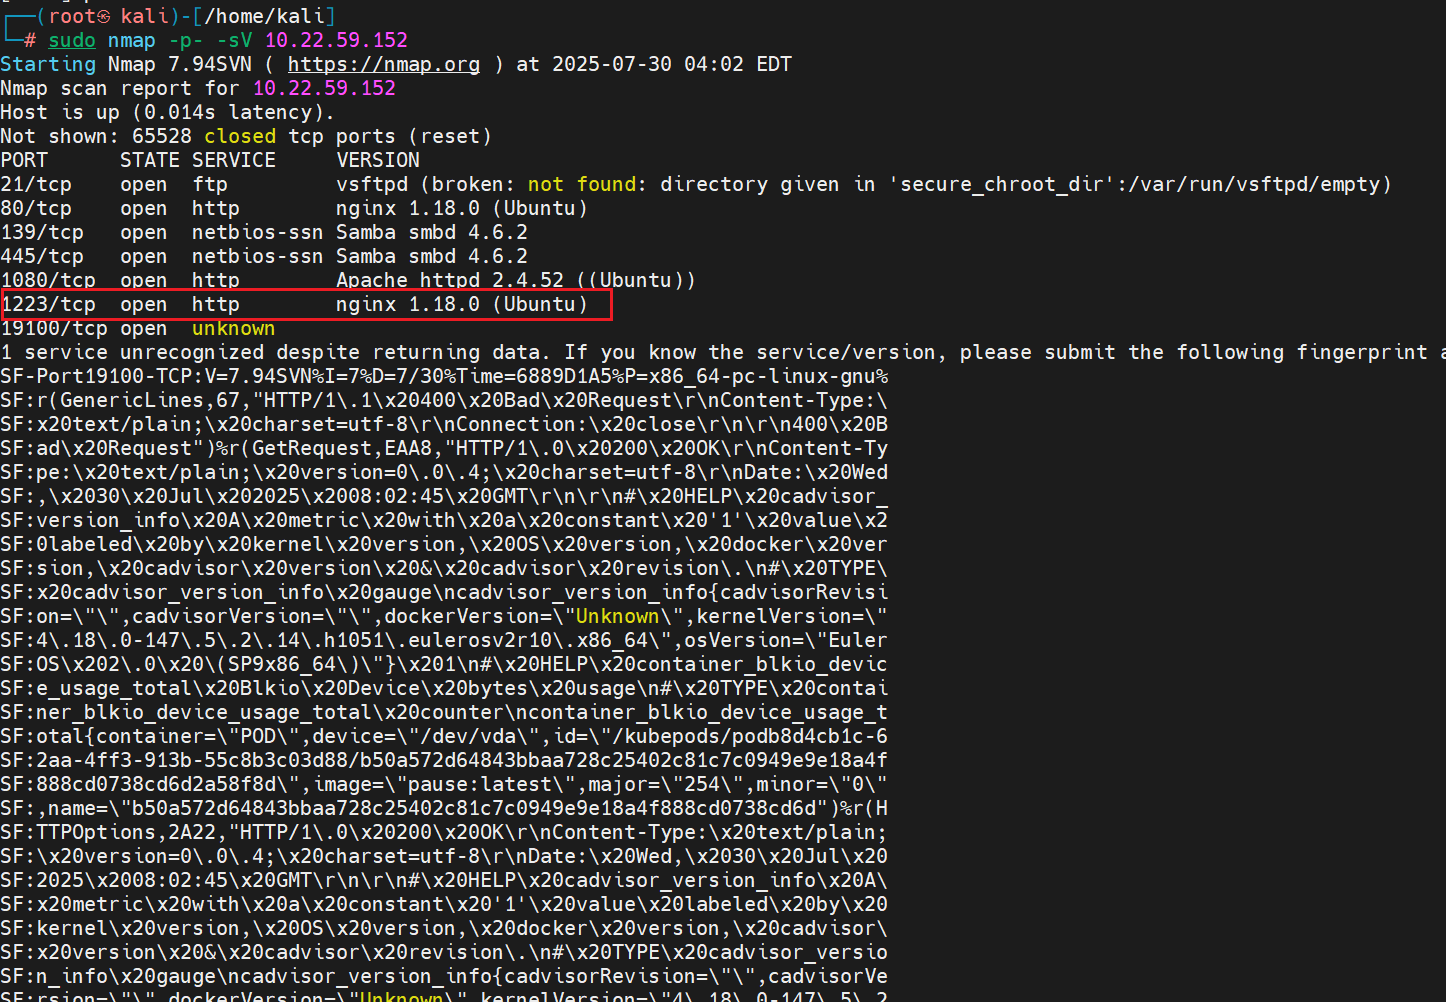 ┌──(root㉿ kali)-[/home/kali]
└─# sudo nmap -p- -sV 10.22.59.152
Starting Nmap 7.94SVN ( https://nmap.org ) at 2025-07-30 04:02 EDT
Nmap scan report for 10.22.59.152
Host is up (0.014s latency).
Not shown: 65528 closed tcp ports (reset)
PORT      STATE SERVICE     VERSION
21/tcp    open  ftp         vsftpd (broken: not found: directory given in 'secure_chroot_dir':/var/run/vsftpd/empty)
80/tcp    open  http        nginx 1.18.0 (Ubuntu)
139/tcp   open  netbios-ssn Samba smbd 4.6.2
445/tcp   open  netbios-ssn Samba smbd 4.6.2
1080/tcp  open  http        Apache httpd 2.4.52 ((Ubuntu))
1223/tcp  open  http        nginx 1.18.0 (Ubuntu)
19100/tcp open  unknown
1 service unrecognized despite returning data. If you know the service/version, please submit the following fingerprint a
SF-Port19100-TCP:V=7.94SVN%I=7%D=7/30%Time=6889D1A5%P=x86_64-pc-linux-gnu%
SF:r(GenericLines,67,"HTTP/1\.1\x20400\x20Bad\x20Request\r\nContent-Type:\
SF:x20text/plain;\x20charset=utf-8\r\nConnection:\x20close\r\n\r\n400\x20B
SF:ad\x20Request")%r(GetRequest,EAA8,"HTTP/1\.0\x20200\x20OK\r\nContent-Ty
SF:pe:\x20text/plain;\x20version=0\.0\.4;\x20charset=utf-8\r\nDate:\x20Wed
SF:,\x2030\x20Jul\x202025\x2008:02:45\x20GMT\r\n\r\n#\x20HELP\x20cadvisor_
SF:version_info\x20A\x20metric\x20with\x20a\x20constant\x20'1'\x20value\x2
SF:0labeled\x20by\x20kernel\x20version,\x20OS\x20version,\x20docker\x20ver
SF:sion,\x20cadvisor\x20version\x20&\x20cadvisor\x20revision\.\n#\x20TYPE\
SF:x20cadvisor_version_info\x20gauge\ncadvisor_version_info{cadvisorRevisi
SF:on=\"\",cadvisorVersion=\"\",dockerVersion=\"Unknown\",kernelVersion=\"
SF:4\.18\.0-147\.5\.2\.14\.h1051\.eulerosv2r10\.x86_64\",osVersion=\"Euler
SF:OS\x202\.0\x20\(SP9x86_64\)\"}\x201\n#\x20HELP\x20container_blkio_devic
SF:e_usage_total\x20Blkio\x20Device\x20bytes\x20usage\n#\x20TYPE\x20contai
SF:ner_blkio_device_usage_total\x20counter\ncontainer_blkio_device_usage_t
SF:otal{container=\"POD\",device=\"/dev/vda\",id=\"/kubepods/podb8d4cb1c-6
SF:2aa-4ff3-913b-55c8b3c03d88/b50a572d64843bbaa728c25402c81c7c0949e9e18a4f
SF:888cd0738cd6d2a58f8d\",image=\"pause:latest\",major=\"254\",minor=\"0\"
SF:,name=\"b50a572d64843bbaa728c25402c81c7c0949e9e18a4f888cd0738cd6d")%r(H
SF:TTPOptions,2A22,"HTTP/1\.0\x20200\x20OK\r\nContent-Type:\x20text/plain;
SF:\x20version=0\.0\.4;\x20charset=utf-8\r\nDate:\x20Wed,\x2030\x20Jul\x20
SF:2025\x2008:02:45\x20GMT\r\n\r\n#\x20HELP\x20cadvisor_version_info\x20A\
SF:x20metric\x20with\x20a\x20constant\x20'1'\x20value\x20labeled\x20by\x20
SF:kernel\x20version,\x20OS\x20version,\x20docker\x20version,\x20cadvisor\
SF:x20version\x20&\x20cadvisor\x20revision\.\n#\x20TYPE\x20cadvisor_versio
SF:n_info\x20gauge\ncadvisor_version_info{cadvisorRevision=\"\",cadvisorVe
SF:rsion=\"\",dockerVersion=\"Unknown\",kernelVersion=\"4\.18\.0-147\.5\.2